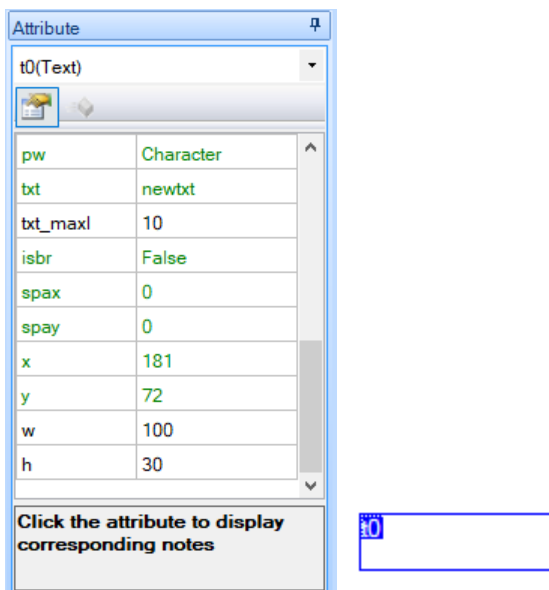 Attribute
t0(Text)
pw Character
txt newtxt
txt_maxl 10
isbr False
spax 0
spay 0
x 181
y 72
w 100
h 30
Click the attribute to display
corresponding notes
t0